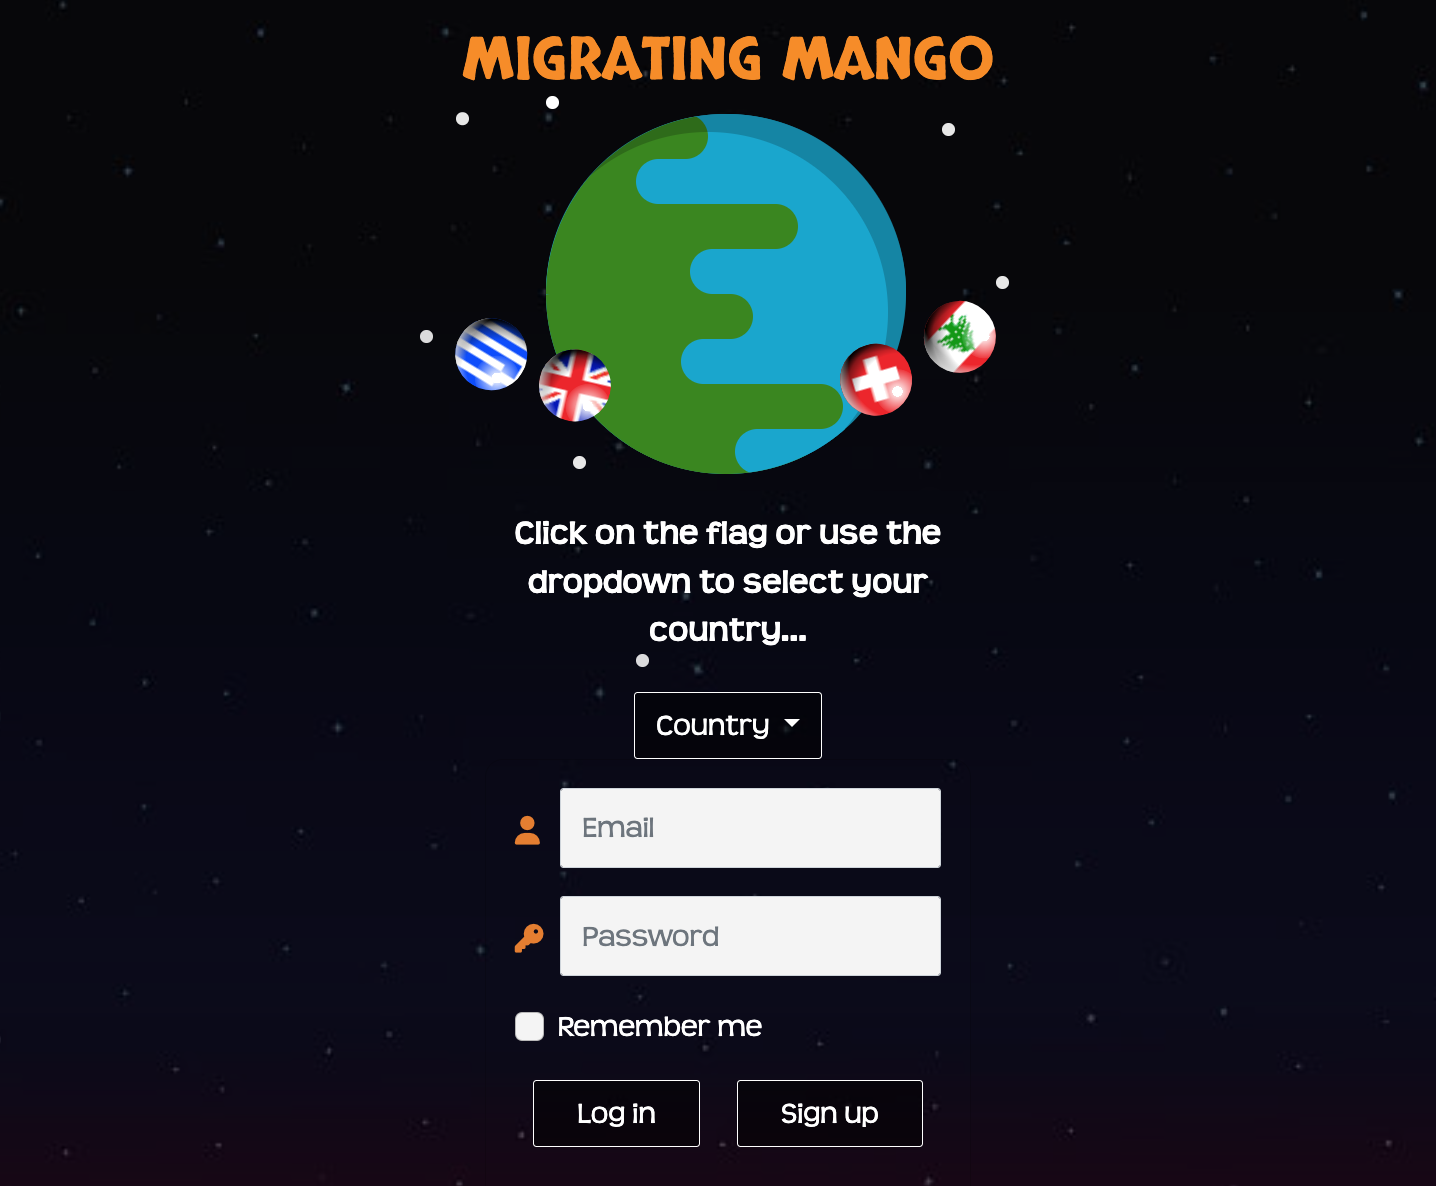 MIGRATING MANGO
Click on the flag or use the
dropdown to select your
country...
Country
Email
Password
Remember me
Log in
Sign up